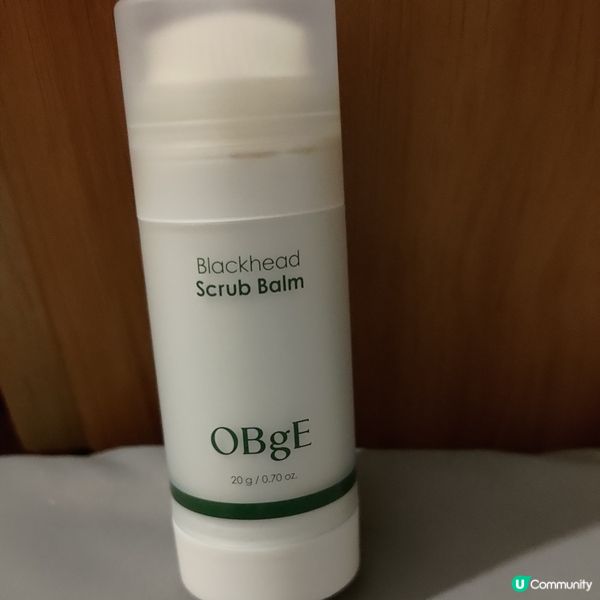 Blackhead
Scrub Balm
OBgE
20 g / 0.70 oz.
U Community